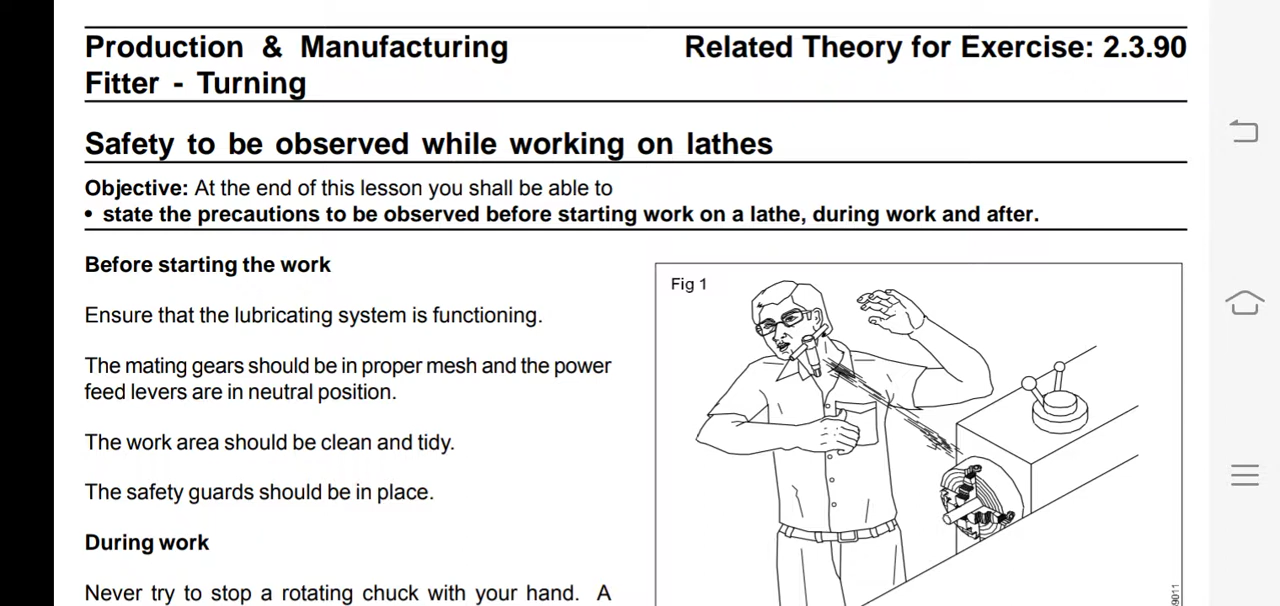 Production & Manufacturing
Related Theory for Exercise: 2.3.90
Fitter - Turning
Safety to be observed while working on lathes
Objective: At the end of this lesson you shall be able to
• state the precautions to be observed before starting work on a lathe, during work and after.
Before starting the work
Ensure that the lubricating system is functioning.
The mating gears should be in proper mesh and the power
feed levers are in neutral position.
The work area should be clean and tidy.
The safety guards should be in place.
During work
Never try to stop a rotating chuck with your hand. A
Fig 1